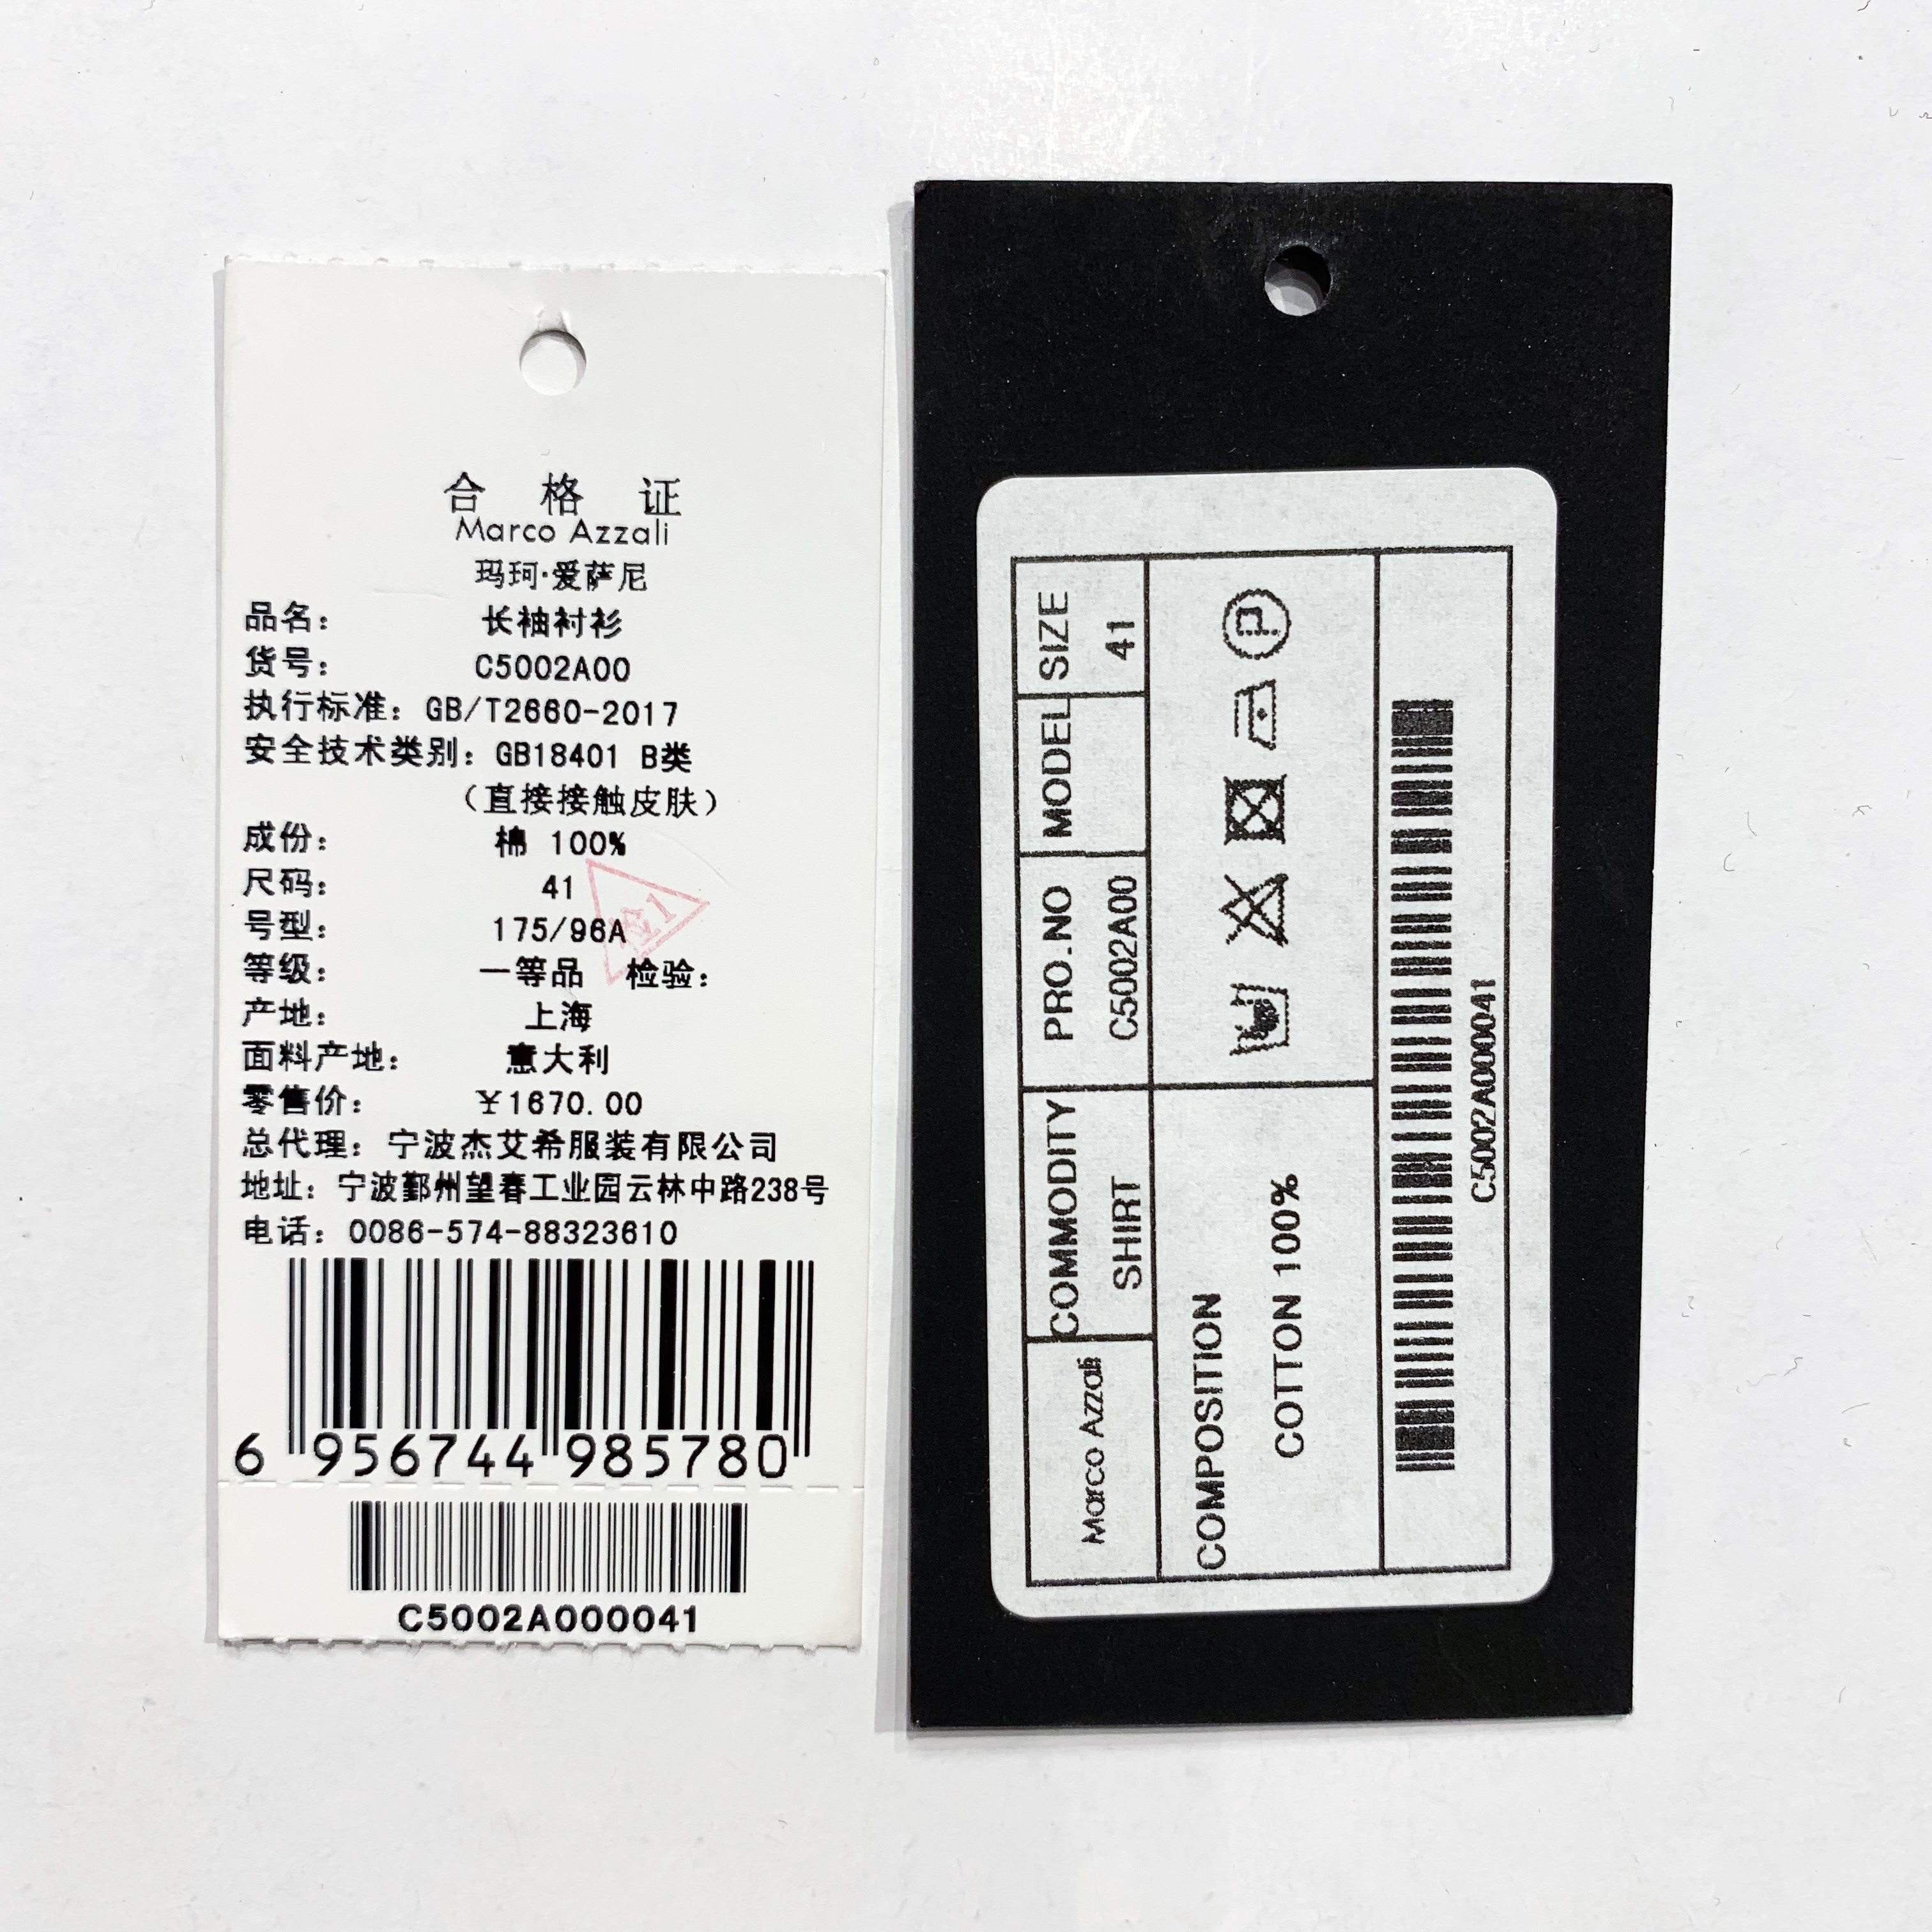 合 格 证
Marco Azzali
玛珂·爱萨尼
品名： 长袖衬衫
货号： C5002A00
执行标准：GB/T2660-2017
安全技术类别：GB18401 B类
（直接接触皮肤）
成份： 棉 100%
尺码： 41
号型： 175/96A
等级： 一等品 检验：
检1
产地： 上海
面料产地： 意大利
零售价： ¥1670.00
总代理：宁波杰艾希服装有限公司
地址：宁波鄞州望春工业园云林中路238号
电话：0086-574-88323610
6 956744 985780
C5002A000041
Marco Azzali COMMODITY PRO.NO MODEL SIZE
SHIRT C5002A00 41
COMPOSITION
COTTON 100%
P
C5002A000041